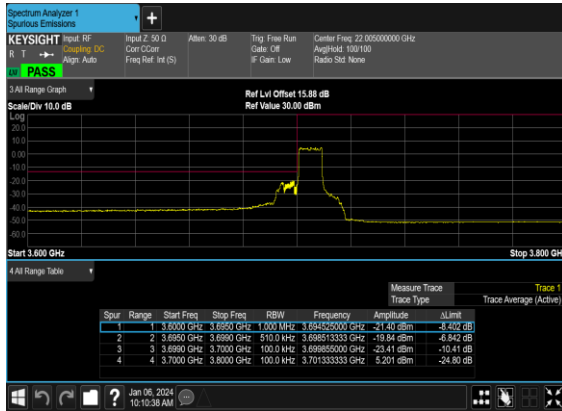 Spectrum Analyzer 1
Spurious Emissions
KEYSIGHT Input: RF Input Z: 50 Ω Atten: 30 dB Trig: Free Run Center Freq: 22.005000000 GHz
R T Coupling: DC Corr CCorr Gate: Off Avg|Hold: 100/100
Align: Auto Freq Ref: Int (S) IF Gain: Low Radio Std: None
LU PASS
3 All Range Graph Ref Lvl Offset 15.88 dB
Scale/Div 10.0 dB Ref Value 30.00 dBm
Log
20.0
10.0
0.00
-10.0
-20.0
-30.0
-40.0
-50.0
-60.0
Start 3.600 GHz Stop 3.800 GHz
4 All Range Table
Measure Trace Trace 1
Trace Type Trace Average (Active)
Spur Range Start Freq Stop Freq RBW Frequency Amplitude ΔLimit
1 1 3.6000 GHz 3.6950 GHz 1.000 MHz 3.694525000 GHz -21.40 dBm -8.402 dB
2 2 3.6950 GHz 3.6990 GHz 510.0 kHz 3.698513333 GHz -19.84 dBm -6.842 dB
3 3 3.6990 GHz 3.7000 GHz 100.0 kHz 3.699855000 GHz -23.41 dBm -10.41 dB
4 4 3.7000 GHz 3.8000 GHz 100.0 kHz 3.701333333 GHz 5.201 dBm -24.80 dB
Jan 06, 2024
10:10:38 AM